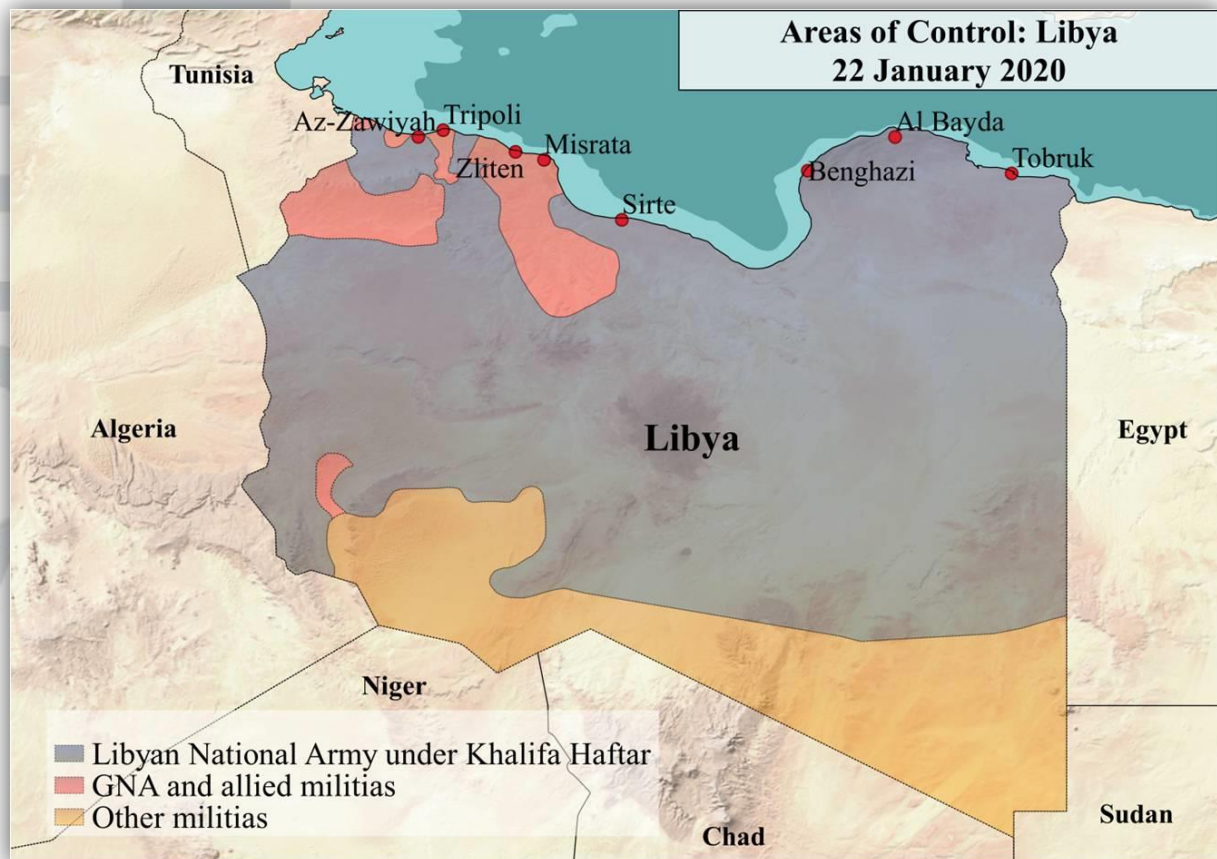 Areas of Control: Libya
22 January 2020
Tunisia
Az-Zawiyah
Tripoli
Zliten
Misrata
Sirte
Al Bayda
Benghazi
Tobruk
Algeria
Libya
Egypt
Niger
Chad
Sudan
Libyan National Army under Khalifa Haftar
GNA and allied militias
Other militias